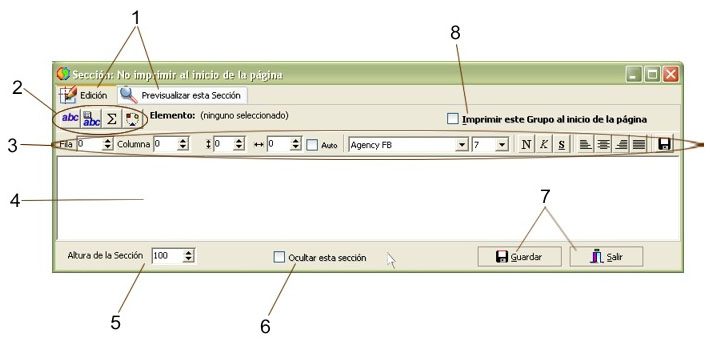 1
8
Sección: No imprimir al inicio de la página
2
Edición Previsualizar esta Sección
abc abc Σ Elemento: (ninguno seleccionado) Imprimir este Grupo al inicio de la página
3 Fila 0 Columna 0 0 0 Auto Agency FB 7 N K S
4
7
Altura de la Sección 100 Ocultar esta sección Guardar Salir
5
6